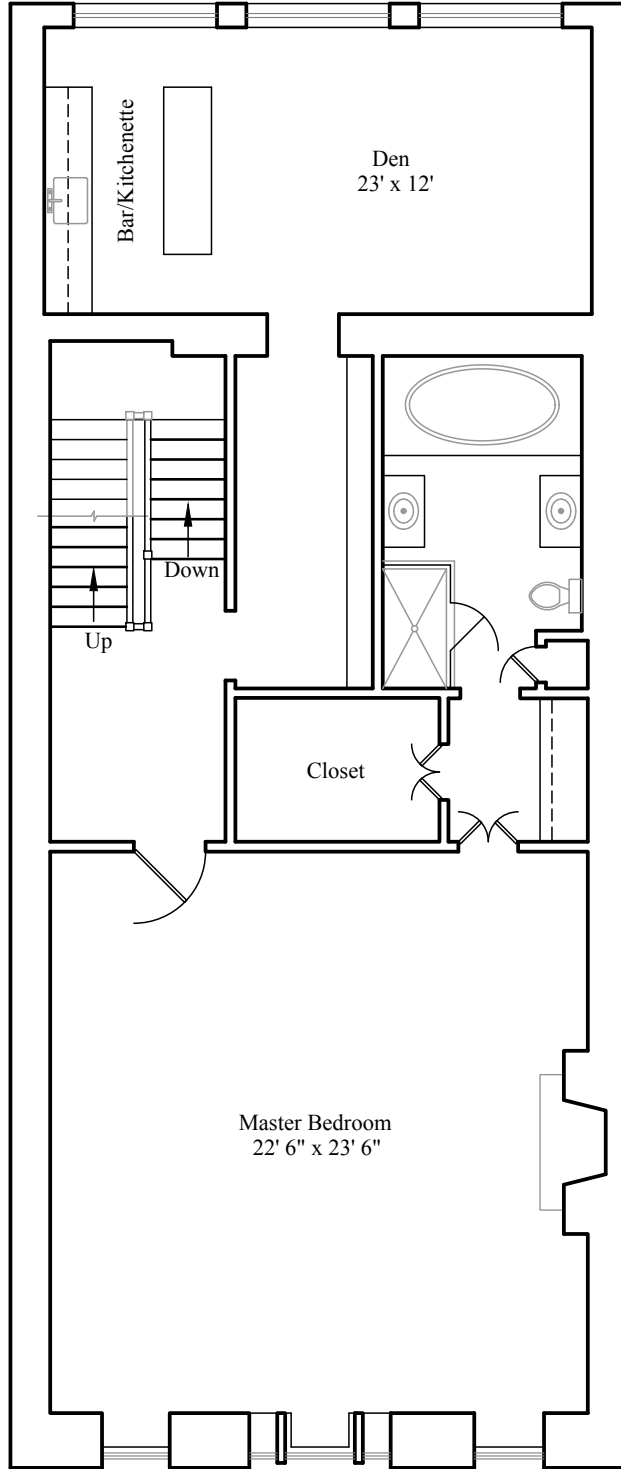 Bar/Kitchenette
Den
23' x 12'
Down
Up
Closet
Master Bedroom
22' 6" x 23' 6"